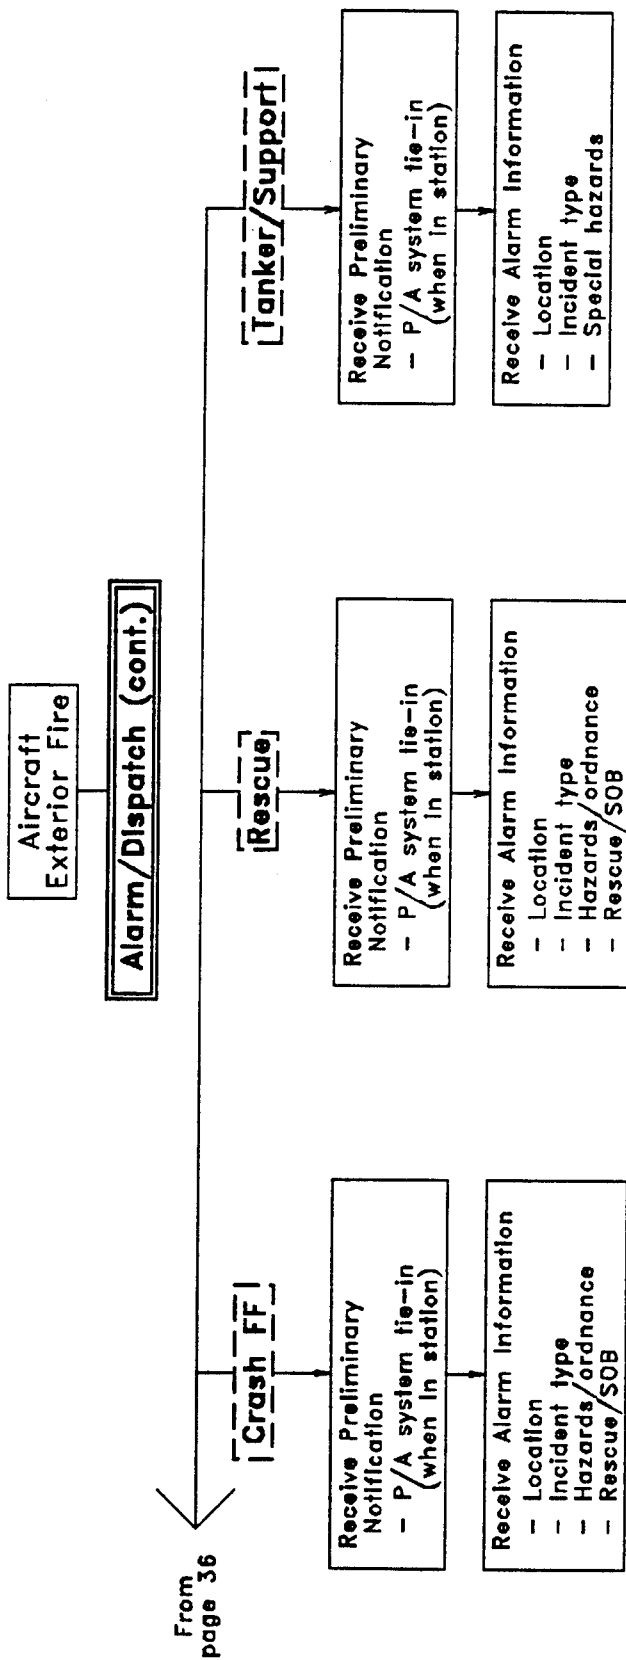 Aircraft
Exterior Fire
Alarm/Dispatch (cont.)
From
page 36
Crash FF
Receive Preliminary
Notification
- P/A system tie-in
(when in station)
Receive Alarm Information
- Location
- Incident type
- Hazards/ordnance
- Rescue/SOB
Rescue
Receive Preliminary
Notification
- P/A system tie-in
(when in station)
Receive Alarm Information
- Location
- Incident type
- Hazards/ordnance
- Rescue/SOB
Tanker/Support
Receive Preliminary
Notification
- P/A system tie-in
(when in station)
Receive Alarm Information
- Location
- Incident type
- Special hazards